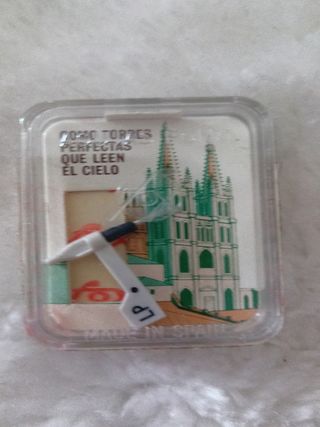 COMO TORRES
PERFECTAS
QUE LEEN
EL CIELO
LP
MADE IN SPAIN